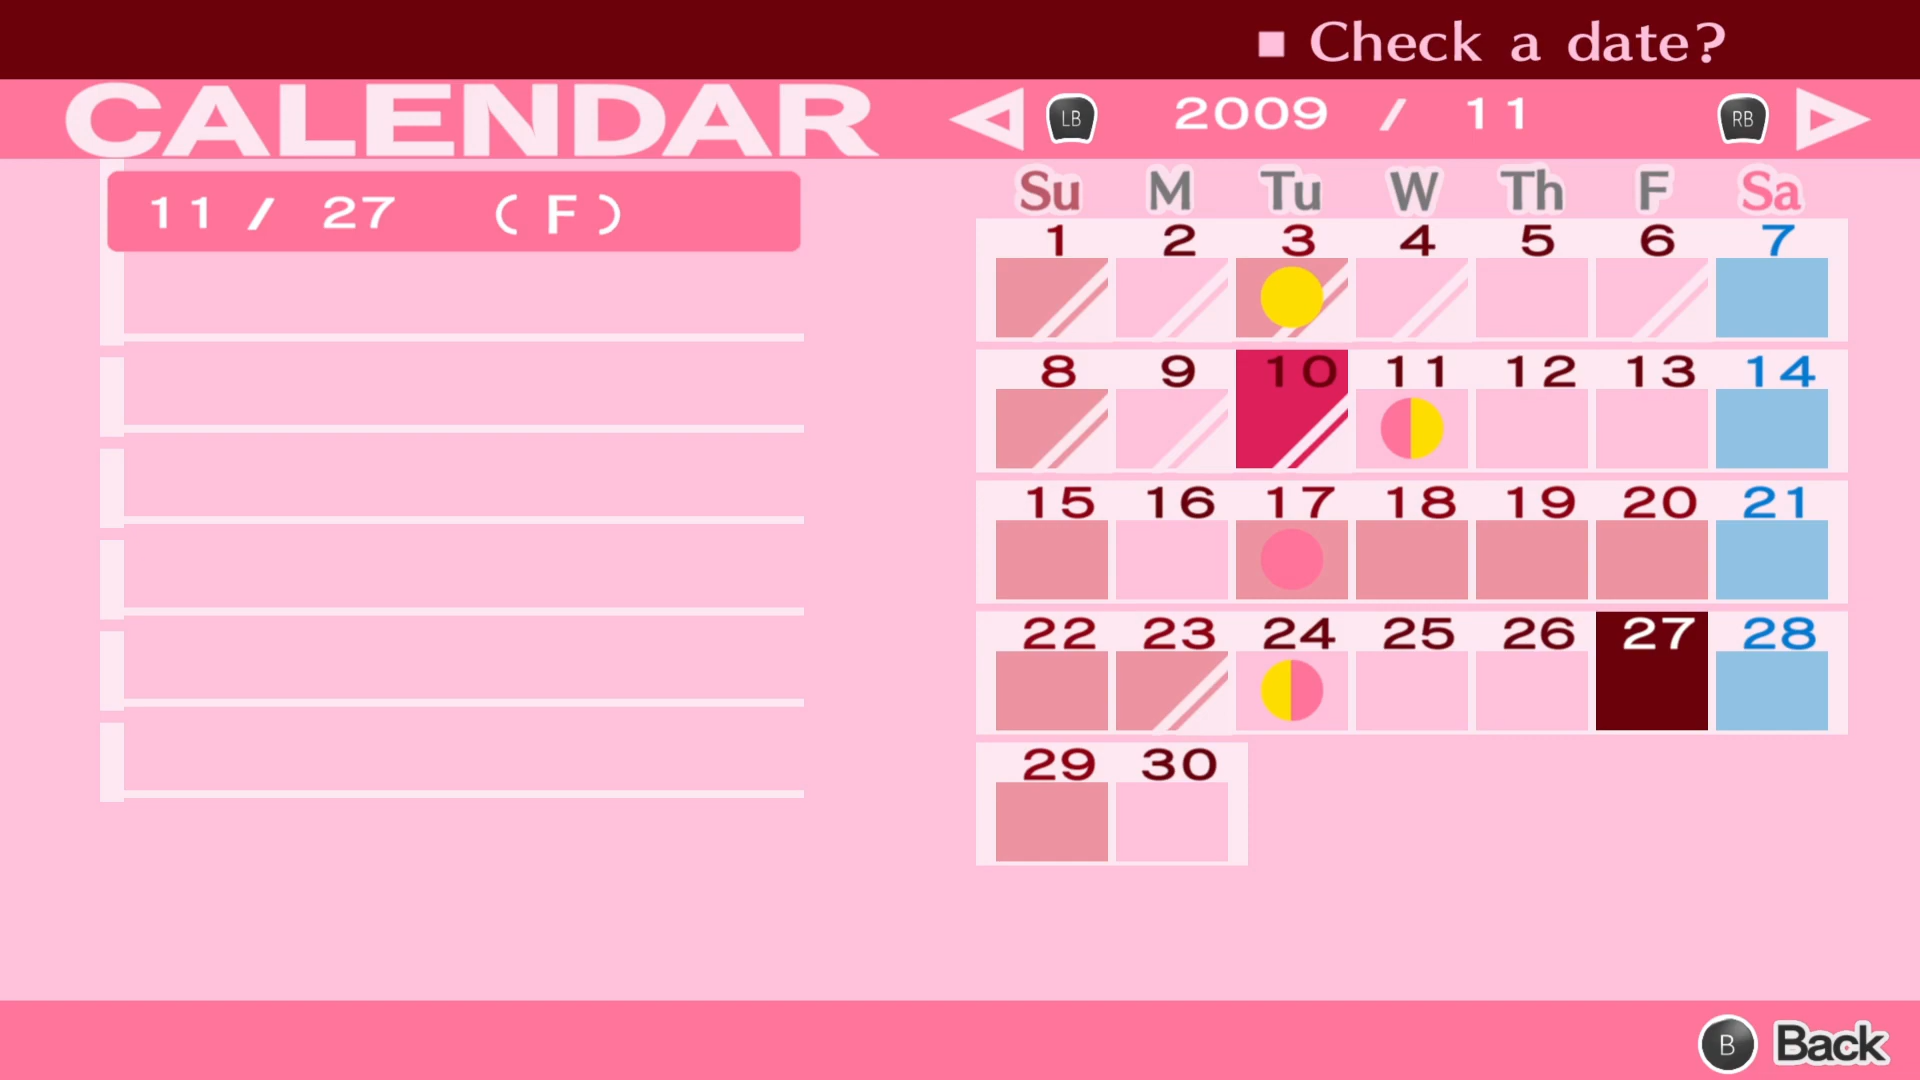 Check a date?
CALENDAR
LB 2009 / 11 RB
11 / 27 (F)
Su M Tu W Th F Sa
1 2 3 4 5 6 7
8 9 10 11 12 13 14
15 16 17 18 19 20 21
22 23 24 25 26 27 28
29 30
B Back